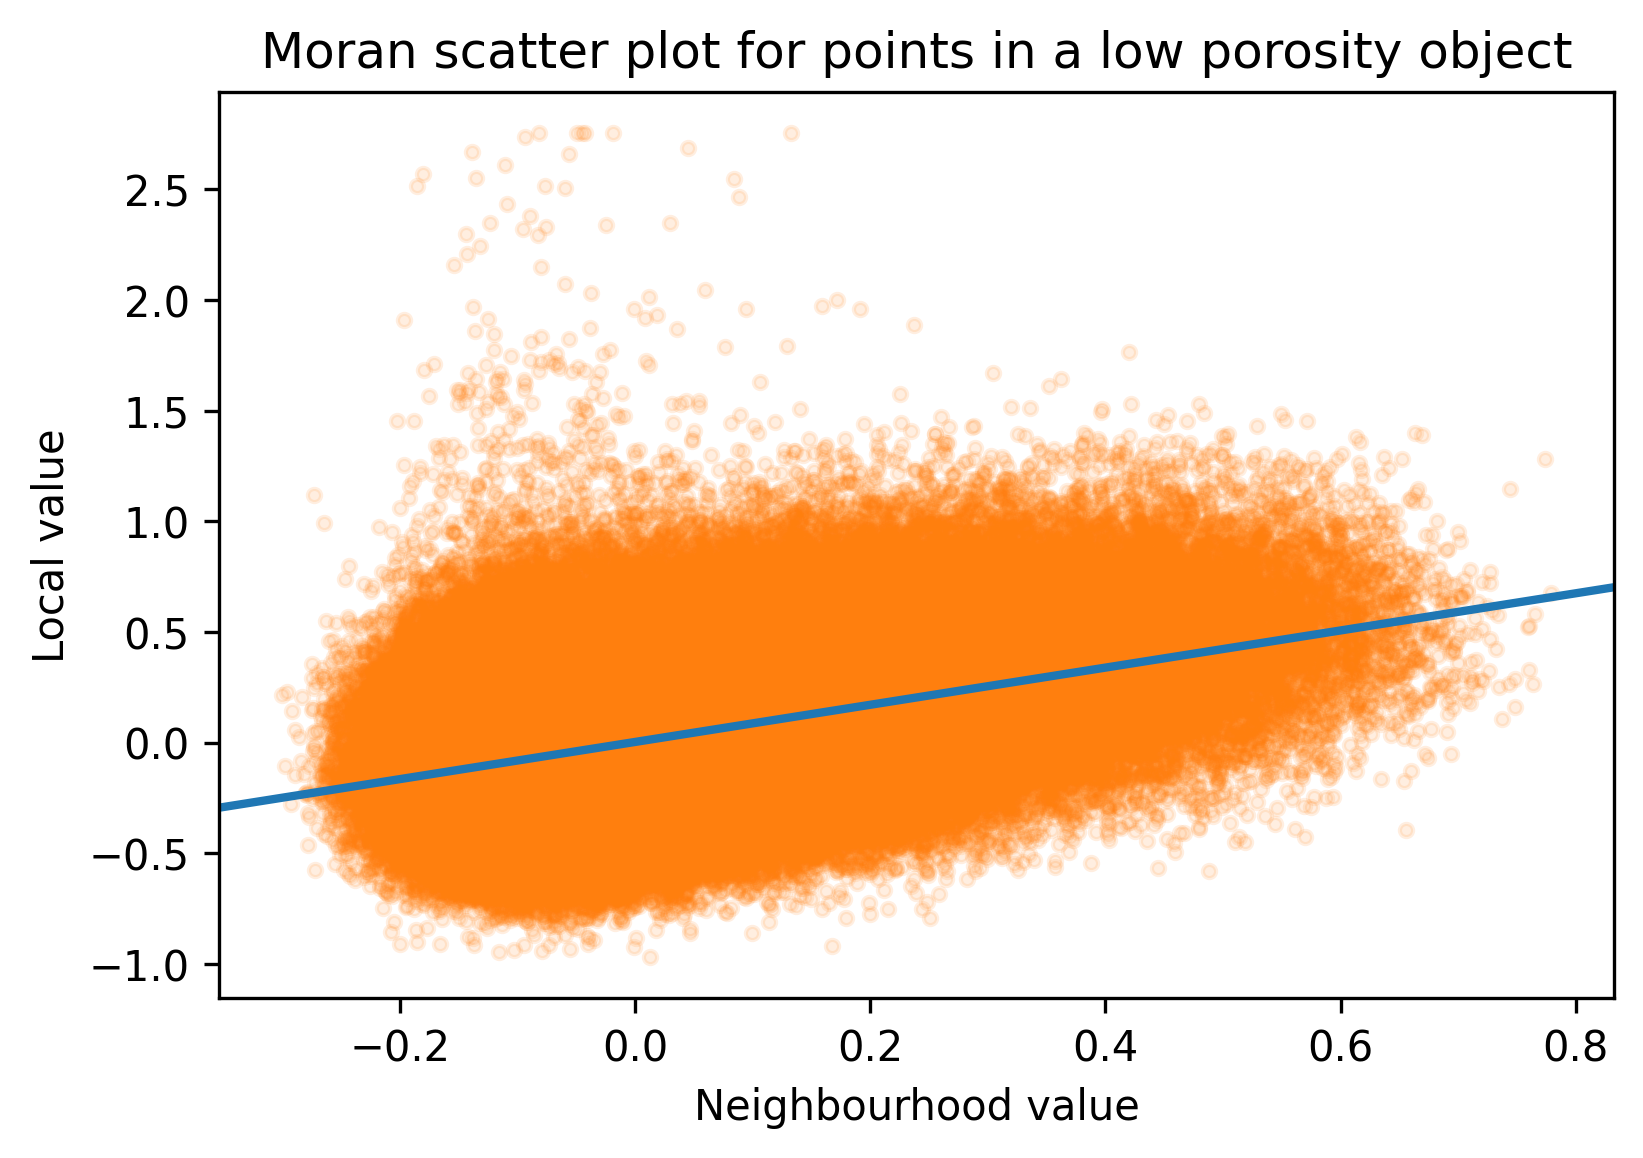 Moran scatter plot for points in a low porosity object
Local value
2.5
2.0
1.5
1.0
0.5
0.0
−0.5
−1.0
−0.2 0.0 0.2 0.4 0.6 0.8
Neighbourhood value